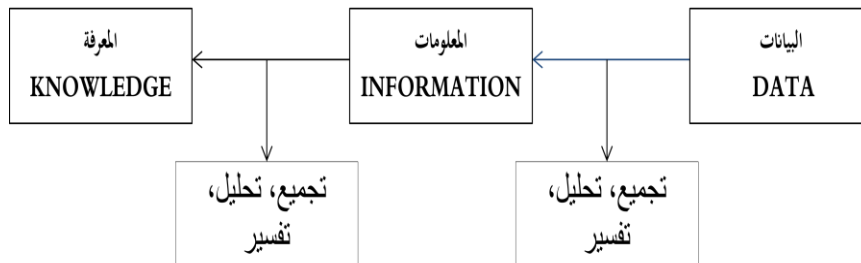 البيانات
DATA
المعلومات
INFORMATION
المعرفة
KNOWLEDGE
تجميع، تحليل،
تفسير
تجميع، تحليل،
تفسير